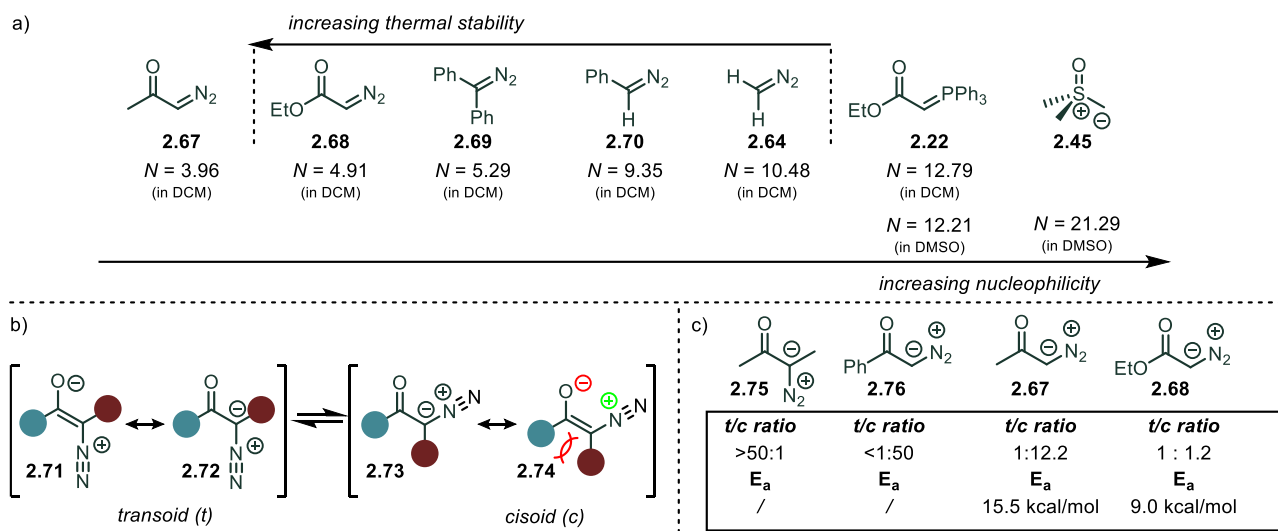 a)
increasing thermal stability
O
N2
O
EtO
N2
Ph
N2
Ph
Ph
N2
H
H
N2
H
O
EtO
PPh3
O
S
⊕
⊖
2.67
2.68
2.69
2.70
2.64
2.22
2.45
N = 3.96
N = 4.91
N = 5.29
N = 9.35
N = 10.48
N = 12.79
(in DCM)
(in DCM)
(in DCM)
(in DCM)
(in DCM)
(in DCM)
N = 12.21
N = 21.29
(in DMSO)
(in DMSO)
increasing nucleophilicity
b)
O
⊖
⊕
N
N
2.71
O
⊖
N
⊕
N
2.72
transoid (t)
O
⊖
⊕
N
N
2.73
O
⊖
⊕
N
N
2.74
cisoid (c)
c)
O
⊖
⊕
N2
2.75
O
Ph
⊖
⊕
N2
2.76
O
⊖
⊕
N2
2.67
O
EtO
⊖
⊕
N2
2.68
t/c ratio
t/c ratio
t/c ratio
t/c ratio
>50:1
<1:50
1:12.2
1 : 1.2
Ea
Ea
Ea
Ea
/
/
15.5 kcal/mol
9.0 kcal/mol